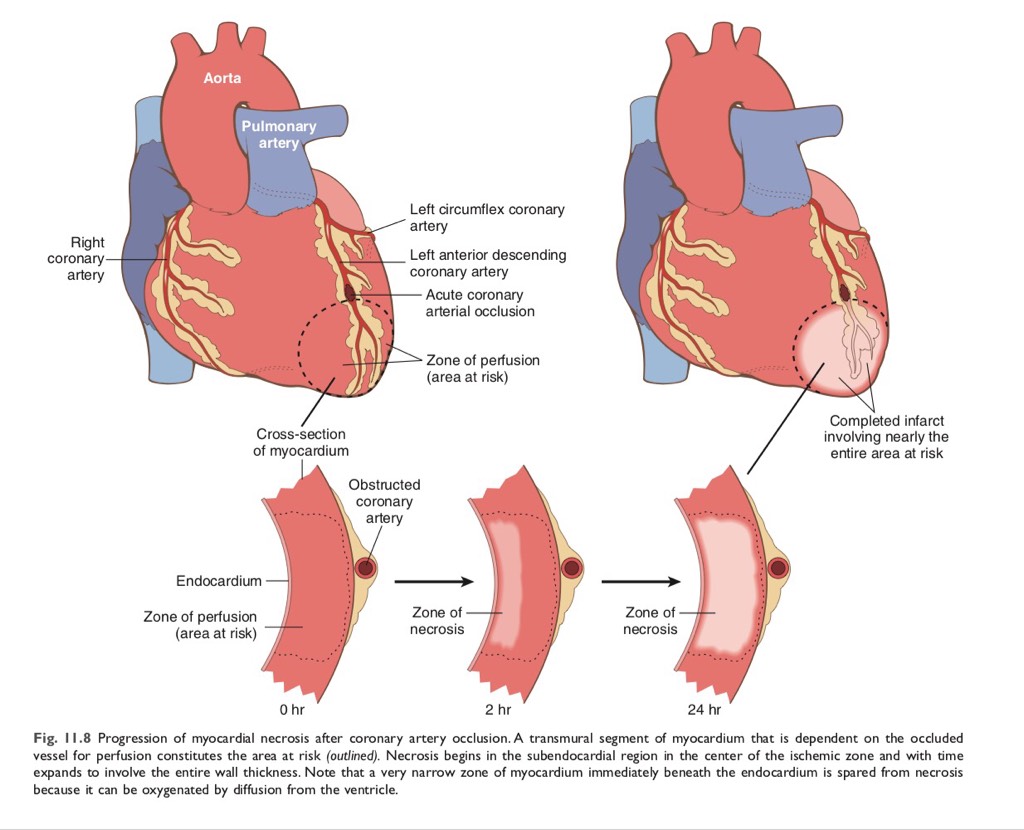 Aorta
Pulmonary
artery
Left circumflex coronary
artery
Right
coronary
artery
Left anterior descending
coronary artery
Acute coronary
arterial occlusion
Zone of perfusion
(area at risk)
Completed infarct
involving nearly the
entire area at risk
Cross-section
of myocardium
Obstructed
coronary
artery
Endocardium
Zone of perfusion
(area at risk)
Zone of
necrosis
Zone of
necrosis
0 hr
2 hr
24 hr
Fig. 11.8 Progression of myocardial necrosis after coronary artery occlusion. A transmural segment of myocardium that is dependent on the occluded
vessel for perfusion constitutes the area at risk (outlined). Necrosis begins in the subendocardial region in the center of the ischemic zone and with time
expands to involve the entire wall thickness. Note that a very narrow zone of myocardium immediately beneath the endocardium is spared from necrosis
because it can be oxygenated by diffusion from the ventricle.